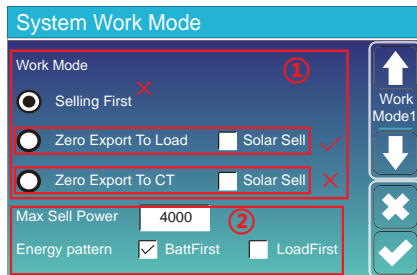 System Work Mode
Work Mode
①
Selling First
Zero Export To Load Solar Sell
Zero Export To CT Solar Sell
Max Sell Power 4000
②
Energy pattern BattFirst LoadFirst
Work
Mode1